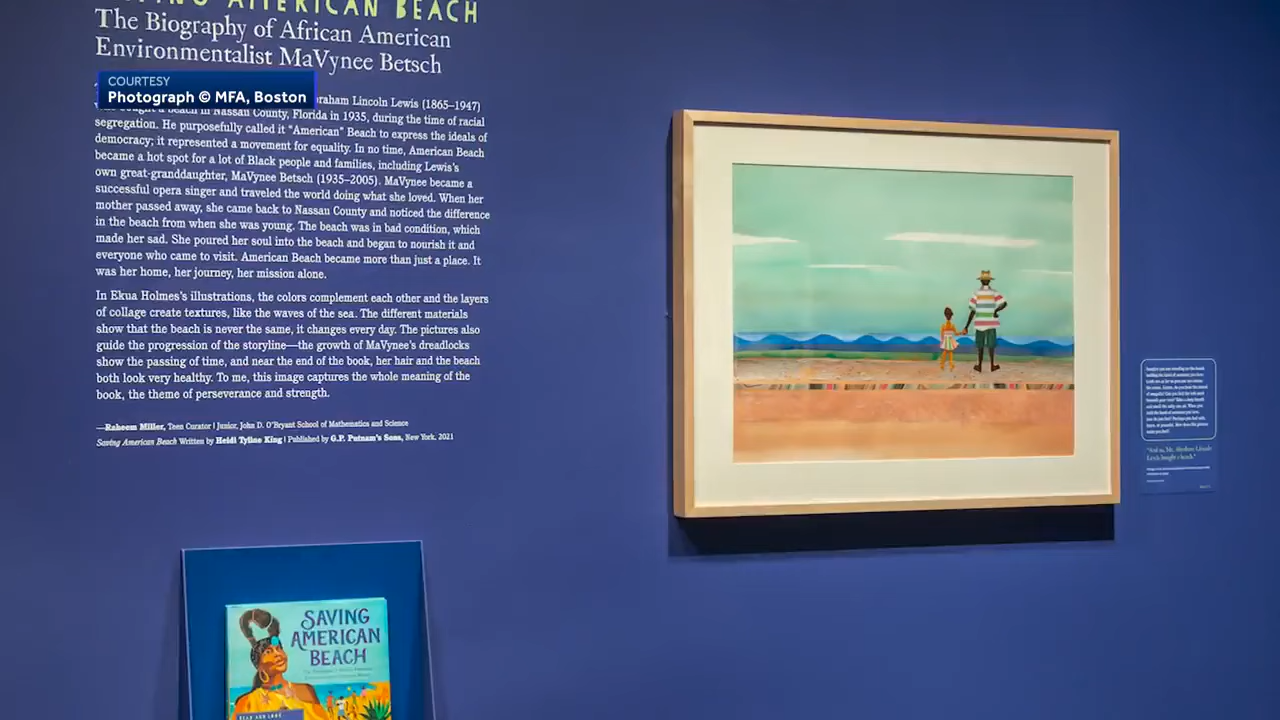 AMERICAN BEACH
The Biography of African American
Environmentalist MaVynee Betsch
COURTESY
Photograph © MFA, Boston
raham Lincoln Lewis (1865–1947)
bought a beach in Nassau County, Florida in 1935, during the time of racial
segregation. He purposefully called it “American” Beach to express the ideals of
democracy; it represented a movement for equality. In no time, American Beach
became a hot spot for a lot of Black people and families, including Lewis's
own great-granddaughter, MaVynee Betsch (1935–2005). MaVynee became a
successful opera singer and traveled the world doing what she loved. When her
mother passed away, she came back to Nassau County and noticed the difference
in the beach from when she was young. The beach was in bad condition, which
made her sad. She poured her soul into the beach and began to nourish it and
everyone who came to visit. American Beach became more than just a place. It
was her home, her journey, her mission alone.
In Ekua Holmes's illustrations, the colors complement each other and the layers
of collage create textures, like the waves of the sea. The different materials
show that the beach is never the same, it changes every day. The pictures also
guide the progression of the storyline—the growth of MaVynee's dreadlocks
show the passing of time, and near the end of the book, her hair and the beach
both look very healthy. To me, this image captures the whole meaning of the
book, the theme of perseverance and strength.
—Raheem Miller, Teen Curator | Junior, John D. O'Bryant School of Mathematics and Science
Saving American Beach Written by Heidi Tyline King | Published by G.P. Putnam's Sons, New York, 2021
"And so, Mr. Abraham Lincoln
Lewis bought a beach."
SAVING
AMERICAN
BEACH
READ AND LOOK